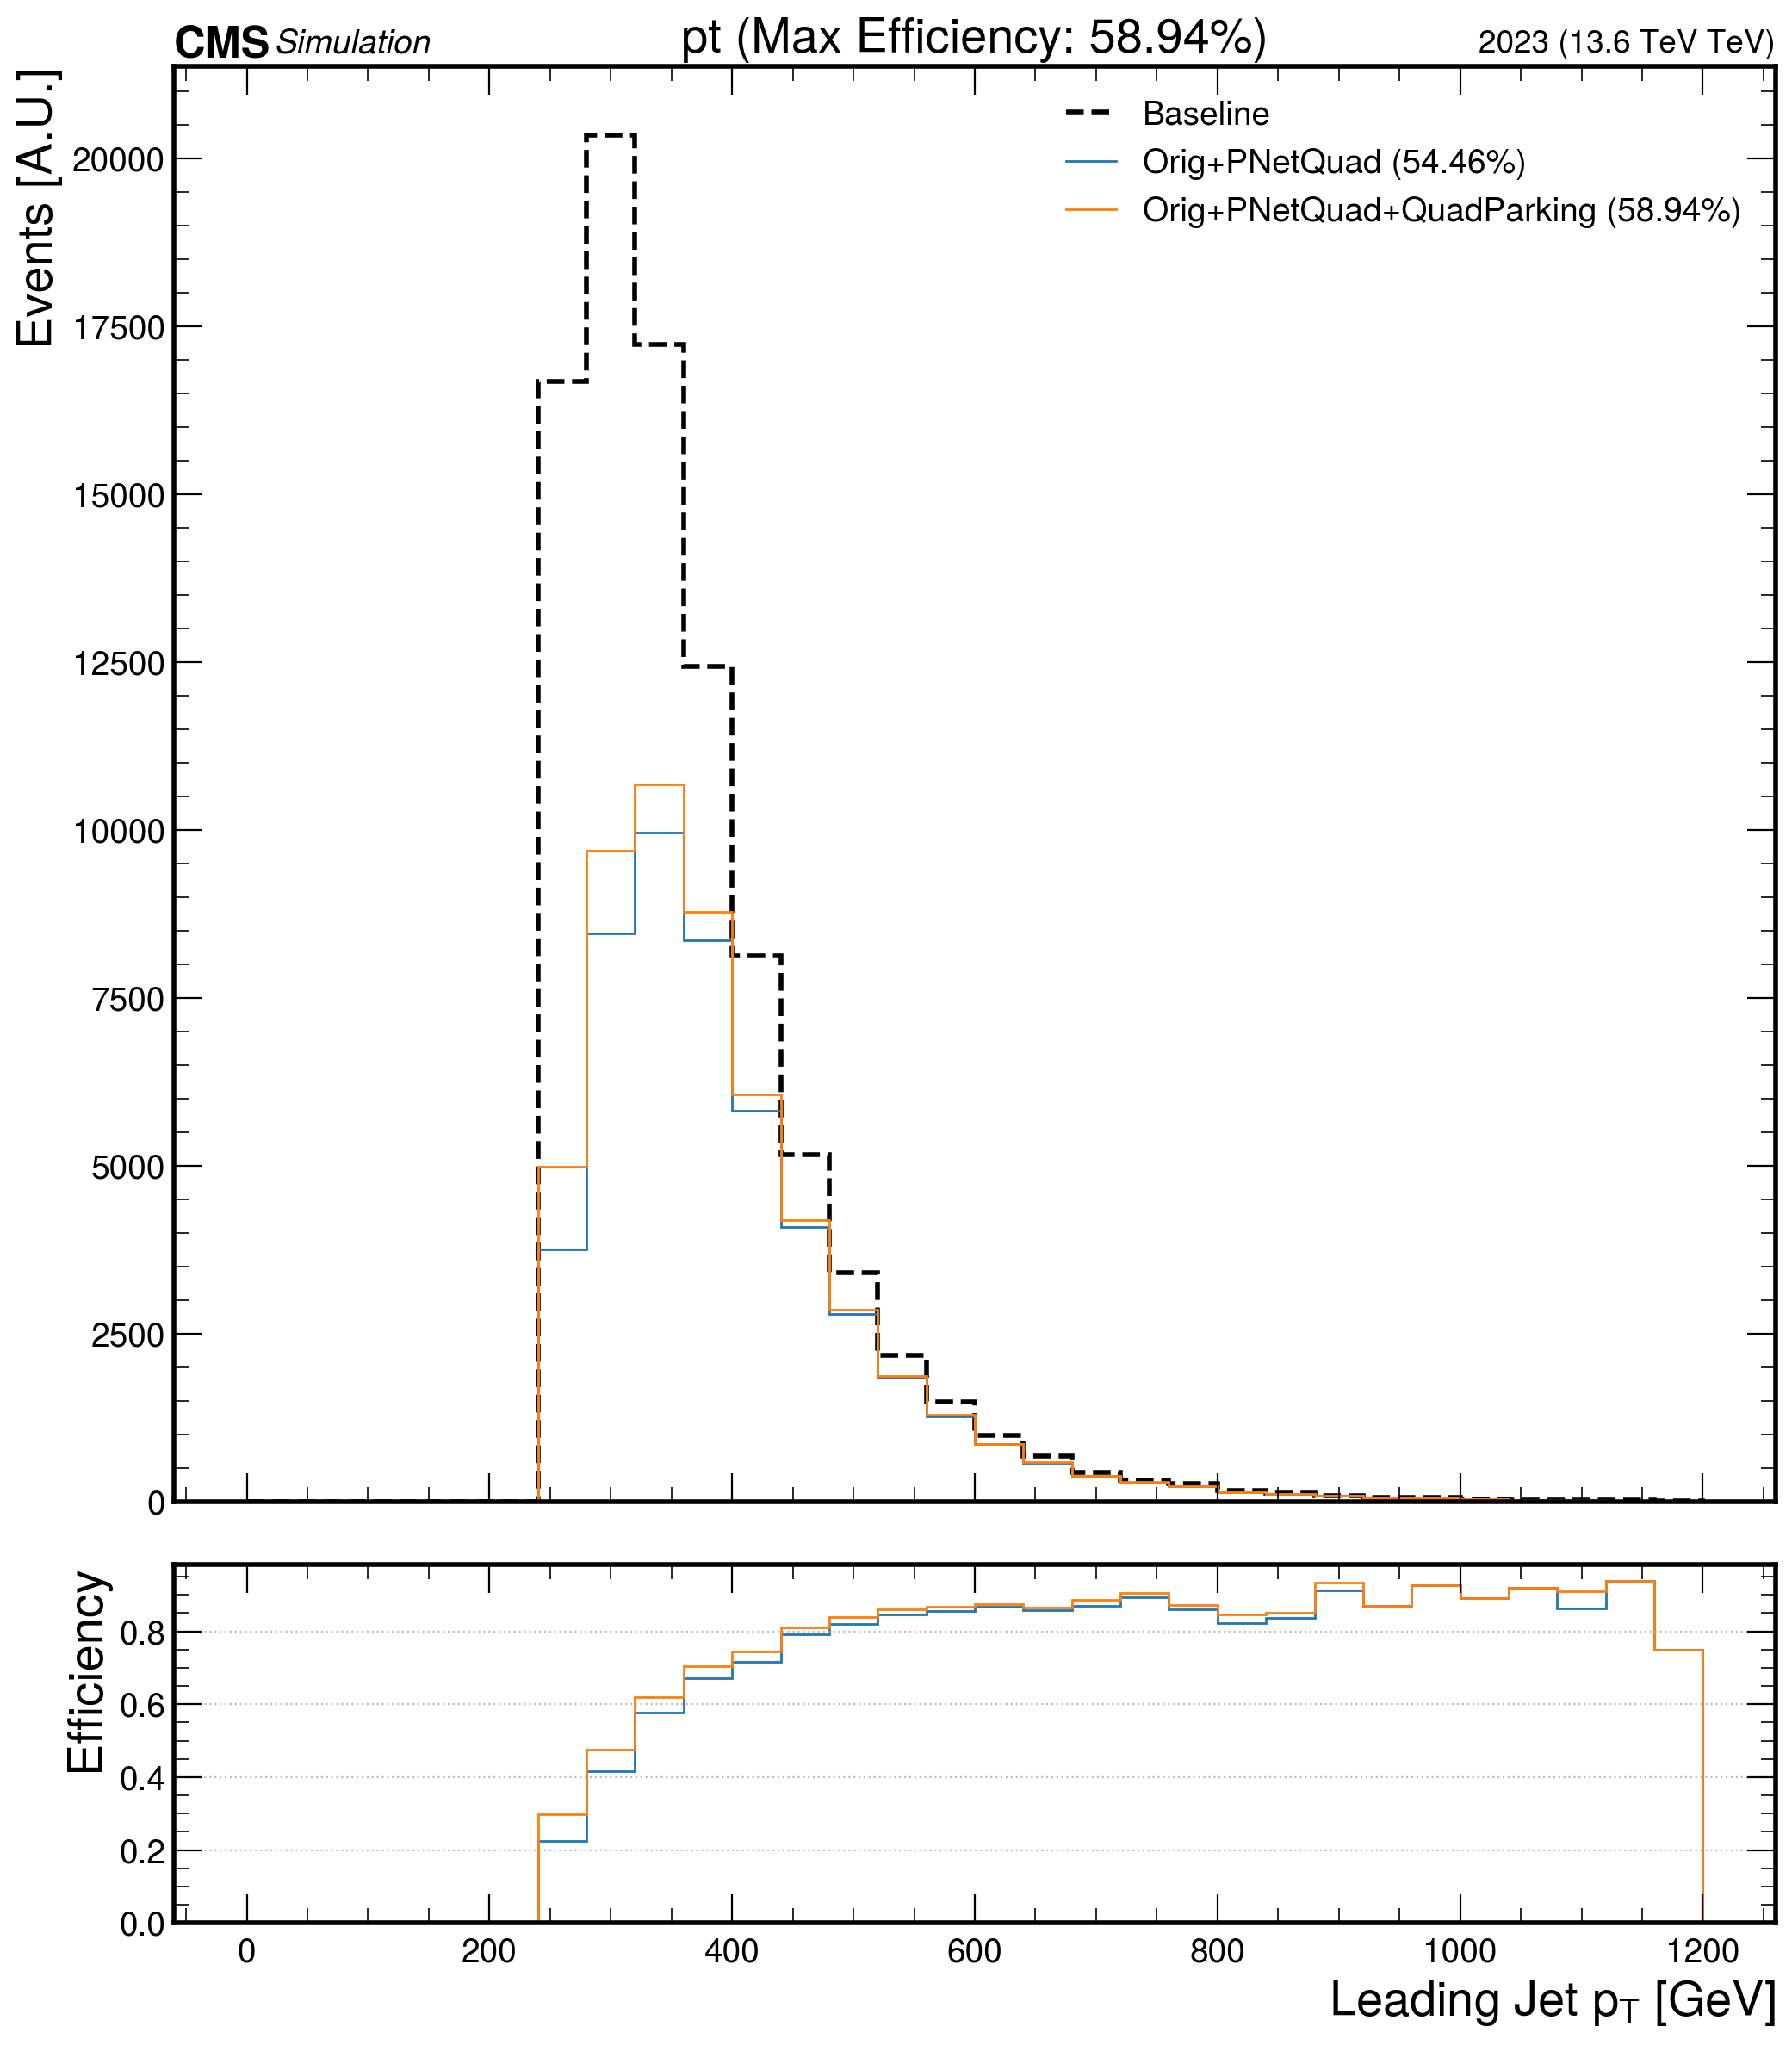 CMS Simulation pt (Max Efficiency: 58.94%) 2023 (13.6 TeV TeV)
Events [A.U.]
Baseline
Orig+PNetQuad (54.46%)
Orig+PNetQuad+QuadParking (58.94%)
20000
17500
15000
12500
10000
7500
5000
2500
0
Efficiency
0.8
0.6
0.4
0.2
0.0
0 200 400 600 800 1000 1200
Leading Jet pT [GeV]